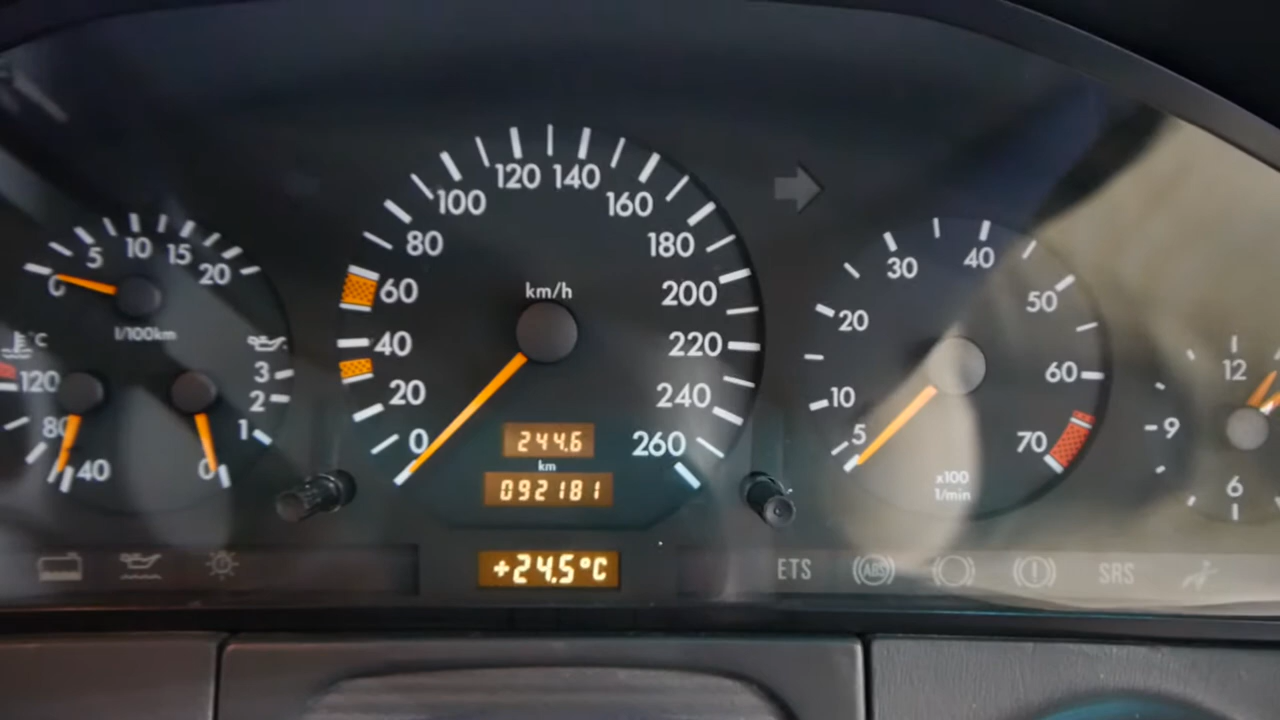 0 5 10 15 20
l/100km
°C
120
80
40
3
2
1
0
0 20 40 60 80 100 120 140 160 180 200 220 240 260
km/h
244.6
km
092181
+24.5°C
5 10 20 30 40 50 60 70
x100
1/min
12
9
6
ETS
ABS
!
SRS